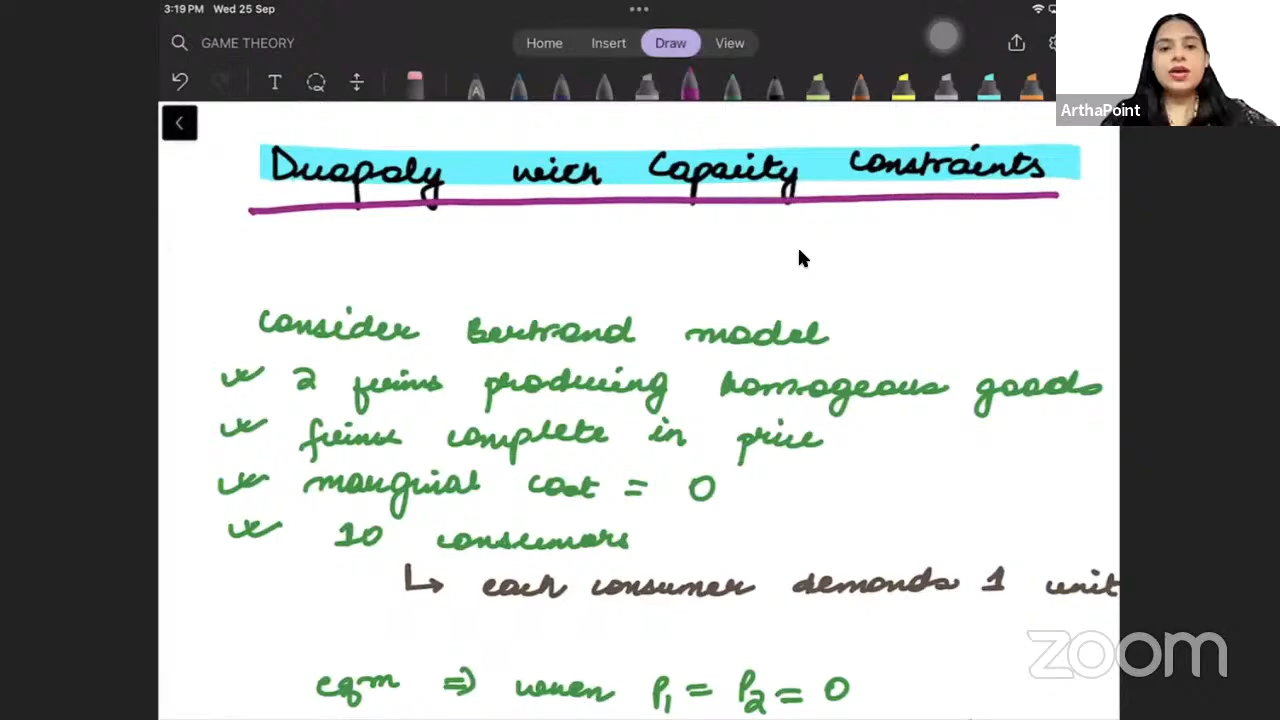 3:19 PM Wed 25 Sep
GAME THEORY
Home Insert Draw View
ArthaPoint
Duapoly with Capacity constraints
consider Bertrand model
2 firms producing homogeous goods
firms complete in price
marginal cost = 0
10 consumers
↳ each consumer demands 1 unit
eqm ⇒ when P1 = P2 = 0
zoom